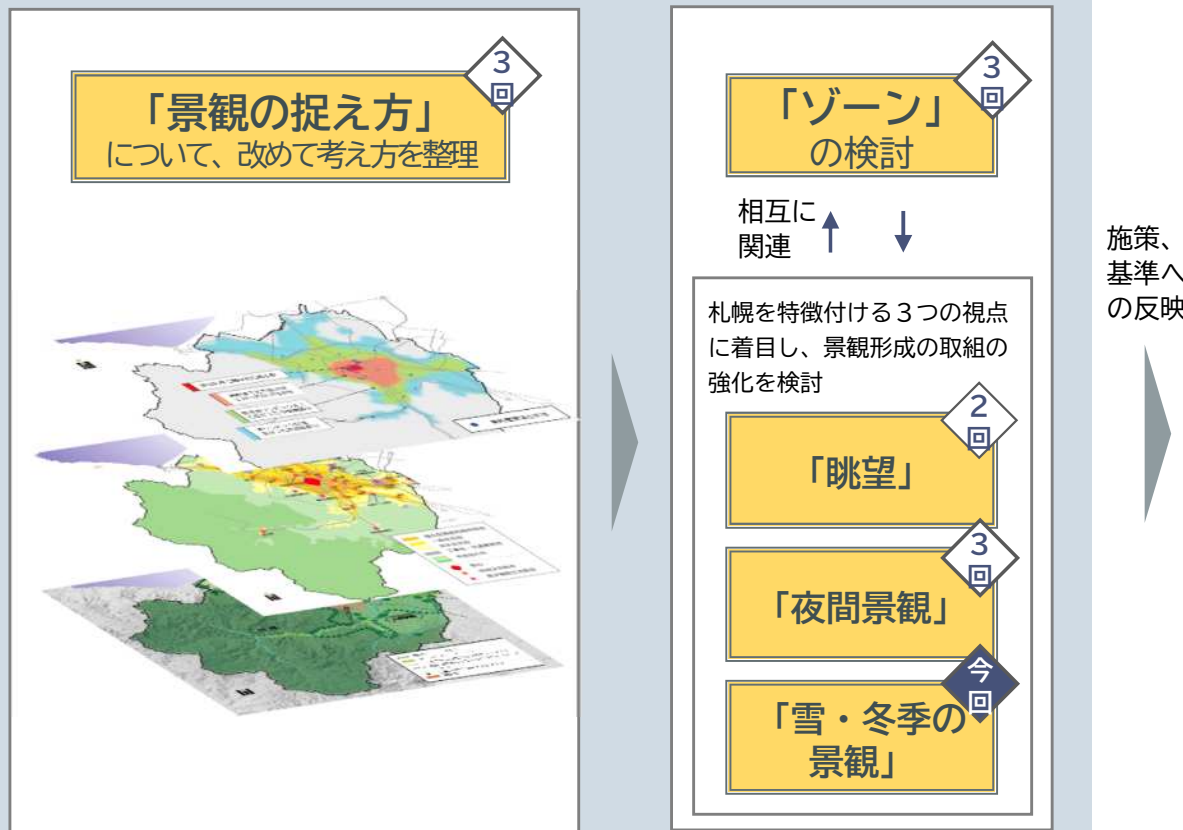 3
回
「景観の捉え方」
について、改めて考え方を整理
3
回
「ゾーン」
の検討
相互に
関連
札幌を特徴付ける３つの視点
に着目し、景観形成の取組の
強化を検討
2
回
「眺望」
3
回
「夜間景観」
今
回
「雪・冬季の
景観」
施策、
基準へ
の反映